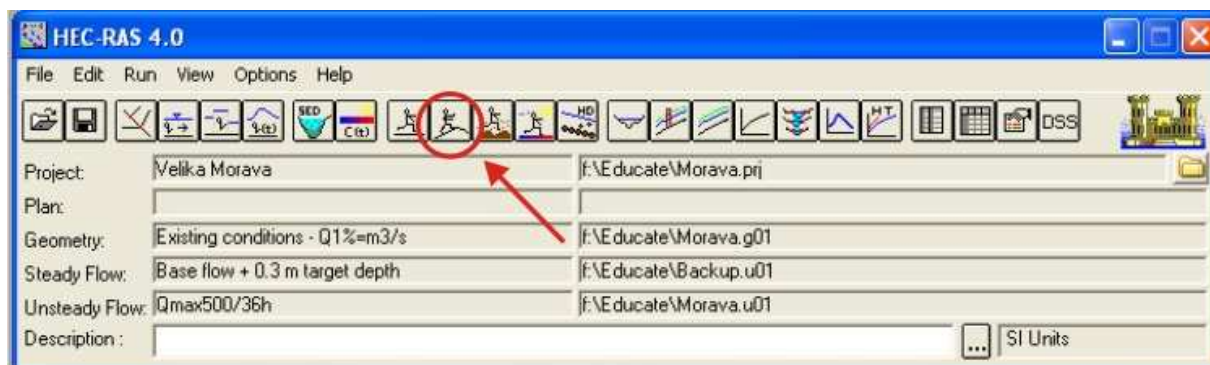 HEC-RAS 4.0
File Edit Run View Options Help
SED C(t) HD HT DSS
Project: Velika Morava f:\Educate\Morava.prj
Plan:
Geometry: Existing conditions - Q1%=m3/s f:\Educate\Morava.g01
Steady Flow: Base flow + 0.3 m target depth f:\Educate\Backup.u01
Unsteady Flow: Qmax500/36h f:\Educate\Morava.u01
Description : ... SI Units